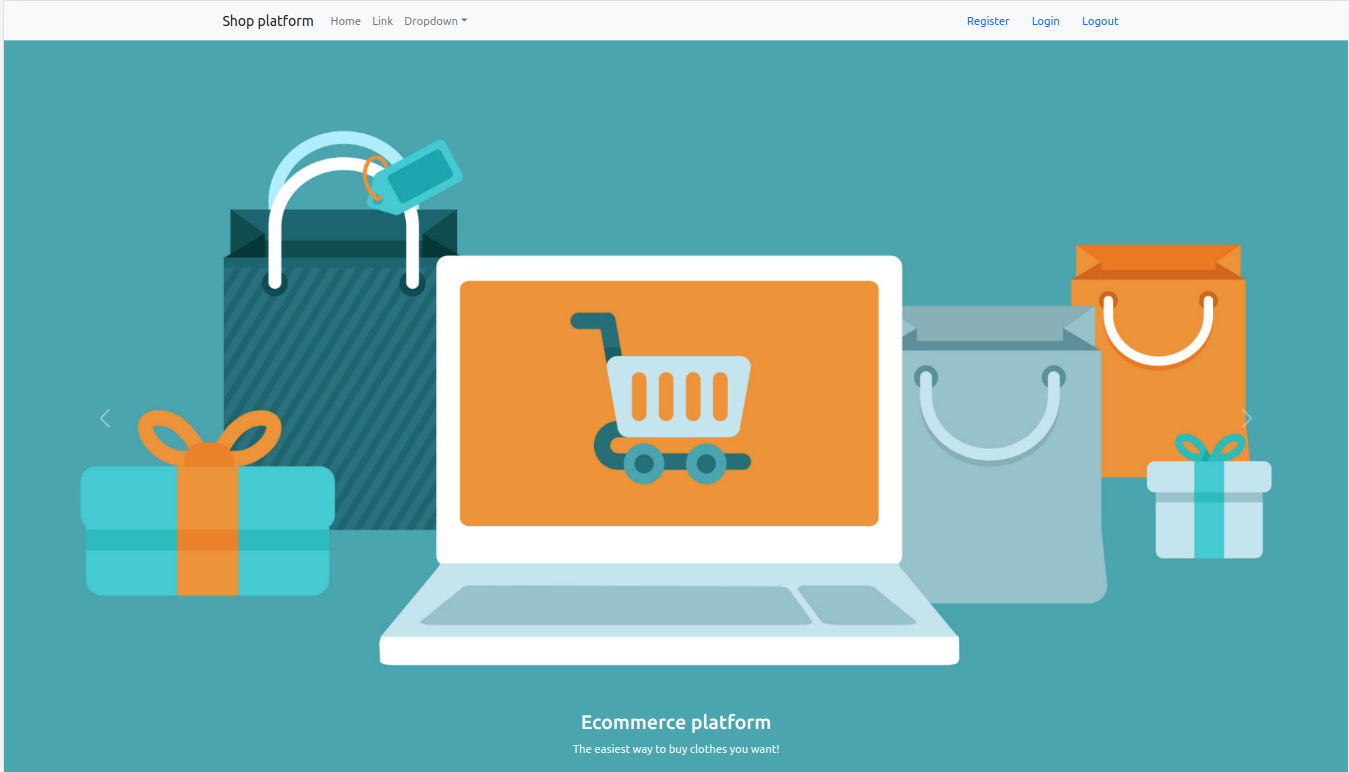 Shop platform Home Link Dropdown Register Login Logout
Ecommerce platform
The easiest way to buy clothes you want!